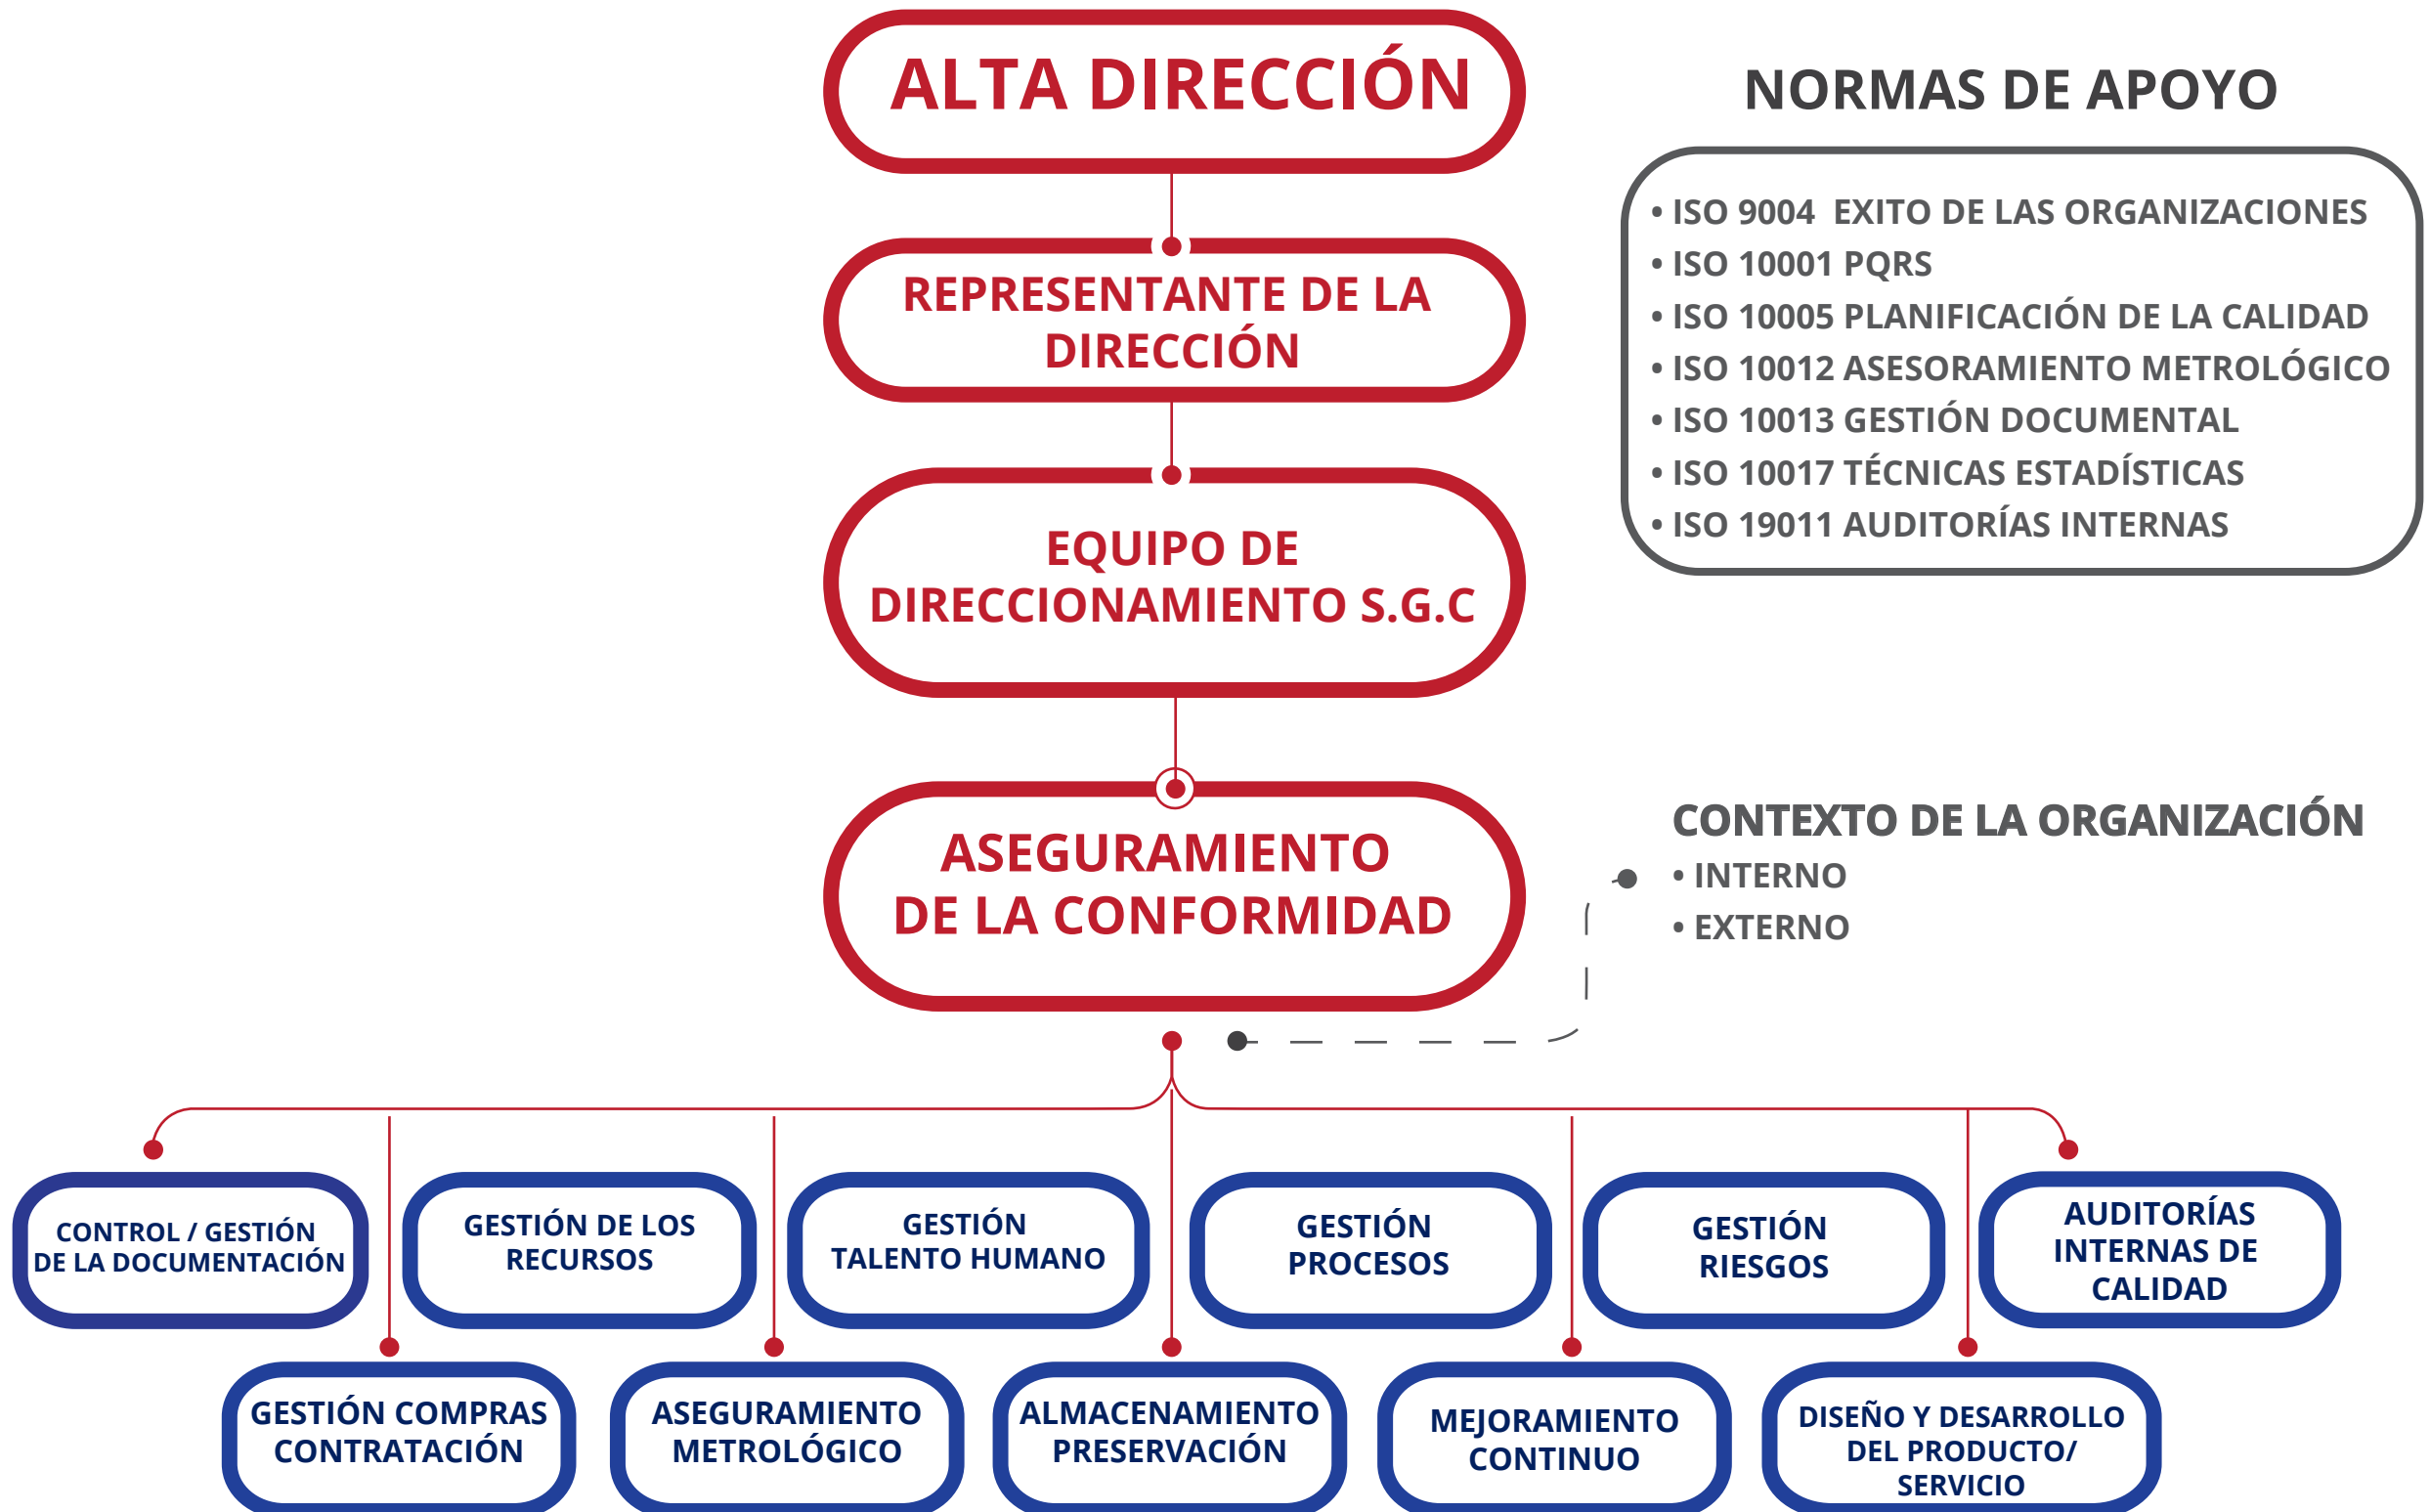 ALTA DIRECCIÓN
REPRESENTANTE DE LA
DIRECCIÓN
EQUIPO DE
DIRECCIONAMIENTO S.G.C
ASEGURAMIENTO
DE LA CONFORMIDAD
NORMAS DE APOYO
• ISO 9004  EXITO DE LAS ORGANIZACIONES
• ISO 10001 PQRS
• ISO 10005 PLANIFICACIÓN DE LA CALIDAD
• ISO 10012 ASESORAMIENTO METROLÓGICO
• ISO 10013 GESTIÓN DOCUMENTAL
• ISO 10017 TÉCNICAS ESTADÍSTICAS
• ISO 19011 AUDITORÍAS INTERNAS
CONTEXTO DE LA ORGANIZACIÓN
• INTERNO
• EXTERNO
CONTROL / GESTIÓN
DE LA DOCUMENTACIÓN
GESTIÓN DE LOS
RECURSOS
GESTIÓN
TALENTO HUMANO
GESTIÓN
PROCESOS
GESTIÓN
RIESGOS
AUDITORÍAS
INTERNAS DE
CALIDAD
GESTIÓN COMPRAS
CONTRATACIÓN
ASEGURAMIENTO
METROLÓGICO
ALMACENAMIENTO
PRESERVACIÓN
MEJORAMIENTO
CONTINUO
DISEÑO Y DESARROLLO
DEL PRODUCTO/
SERVICIO